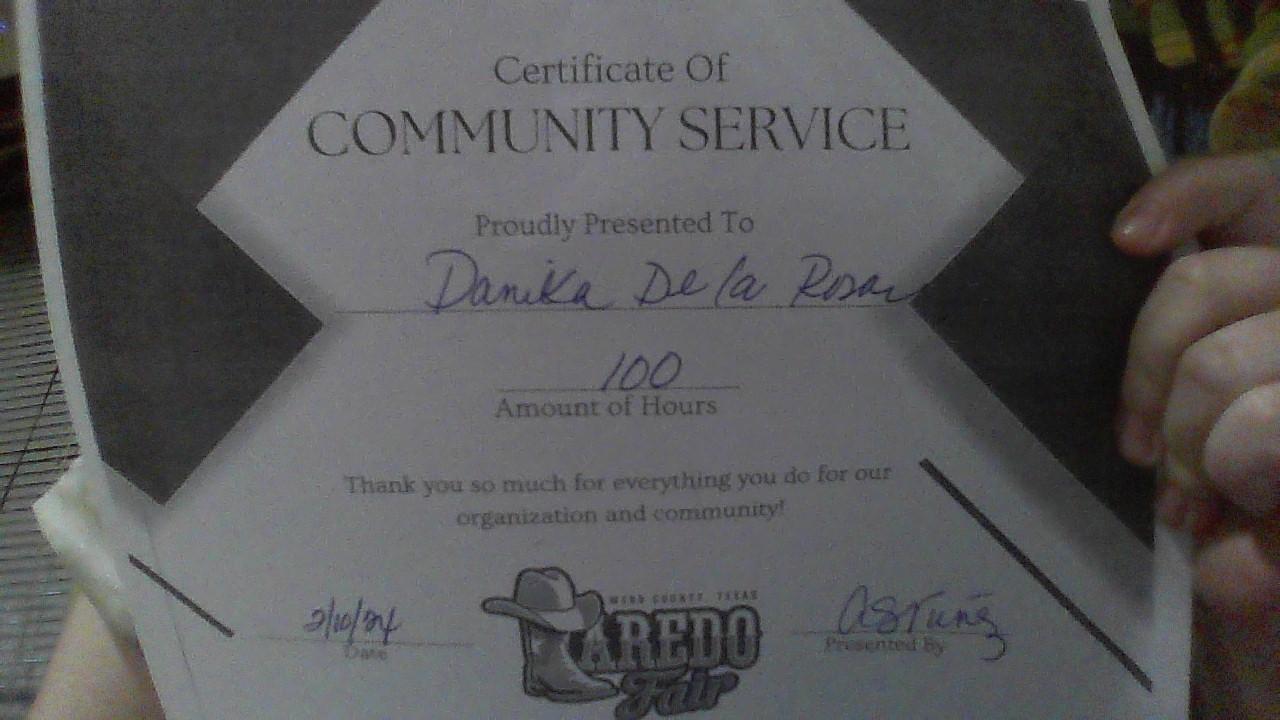 Certificate Of
COMMUNITY SERVICE
Proudly Presented To
Danika De la Rosa
100
Amount of Hours
Thank you so much for everything you do for our
organization and community!
2/10/24
Date
WEBB COUNTY, TEXAS
LAREDO
Fair
Presented By